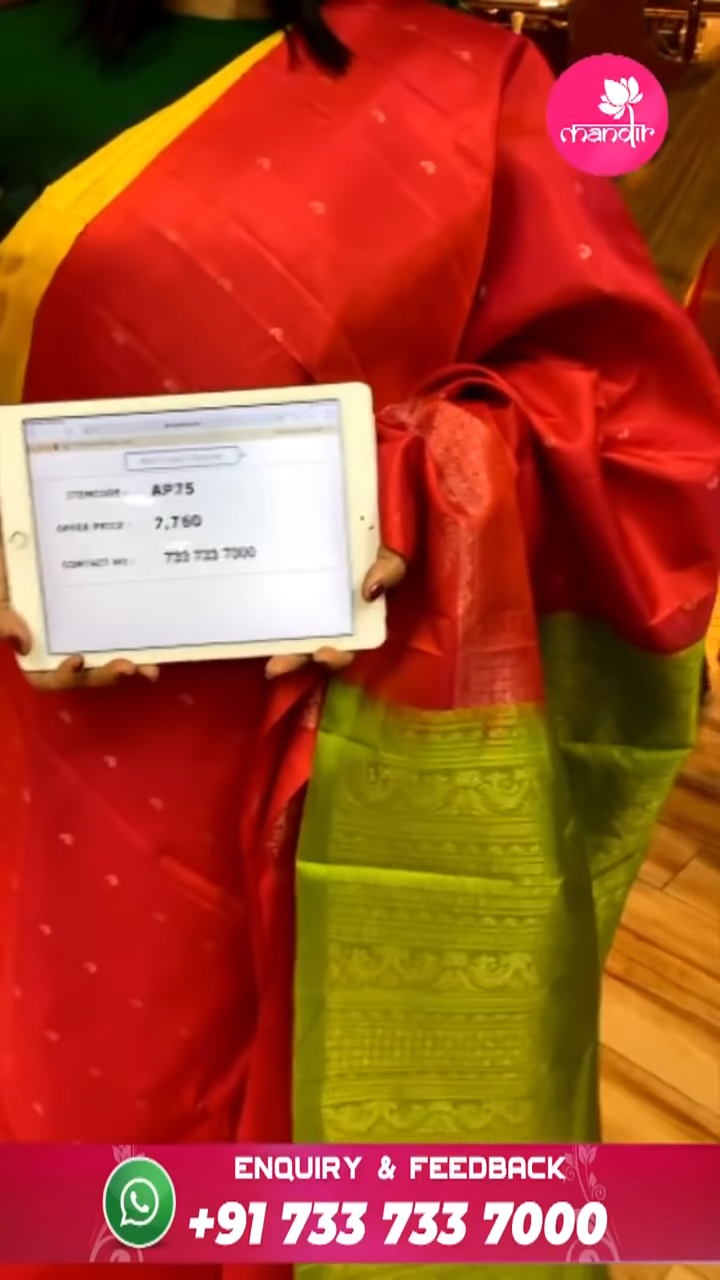 mandir
ITEMCODE : AP75
OFFER PRICE : 7,760
CONTACT NO : 733 733 7000
ENQUIRY & FEEDBACK
+91 733 733 7000